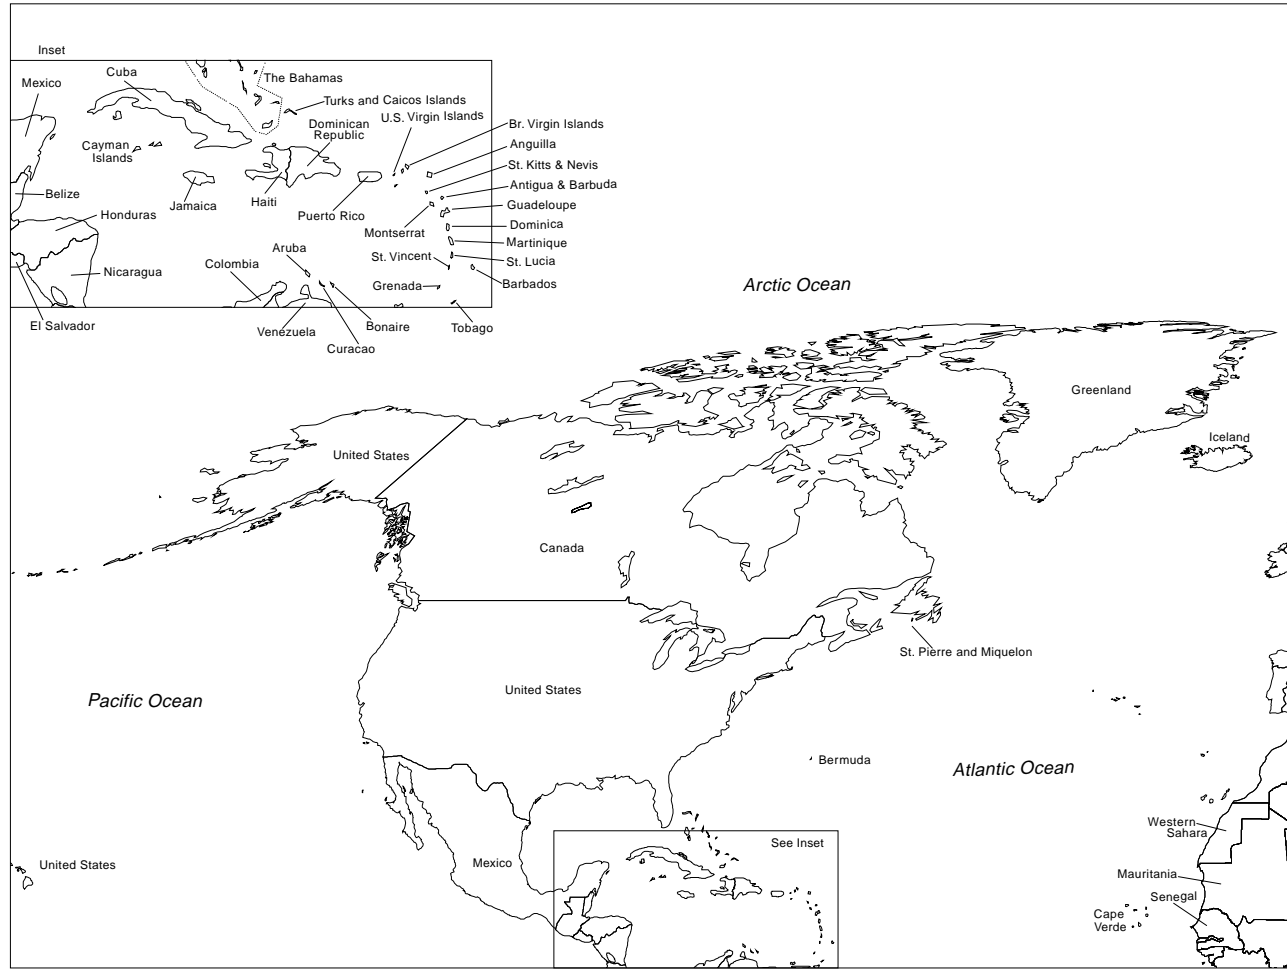 Inset
Cuba
The Bahamas
Mexico
Turks and Caicos Islands
U.S. Virgin Islands
Dominican
Republic
Br. Virgin Islands
Cayman
Islands
Anguilla
St. Kitts & Nevis
Antigua & Barbuda
Belize
Jamaica
Haiti
Guadeloupe
Honduras
Puerto Rico
Dominica
Montserrat
Martinique
Aruba
St. Vincent
St. Lucia
Colombia
Nicaragua
Grenada
Barbados
El Salvador
Venezuela
Bonaire
Tobago
Curacao
Arctic Ocean
Greenland
Iceland
United States
Canada
St. Pierre and Miquelon
United States
Pacific Ocean
Bermuda
Atlantic Ocean
Western
Sahara
See Inset
Mexico
United States
Mauritania
Senegal
Cape
Verde